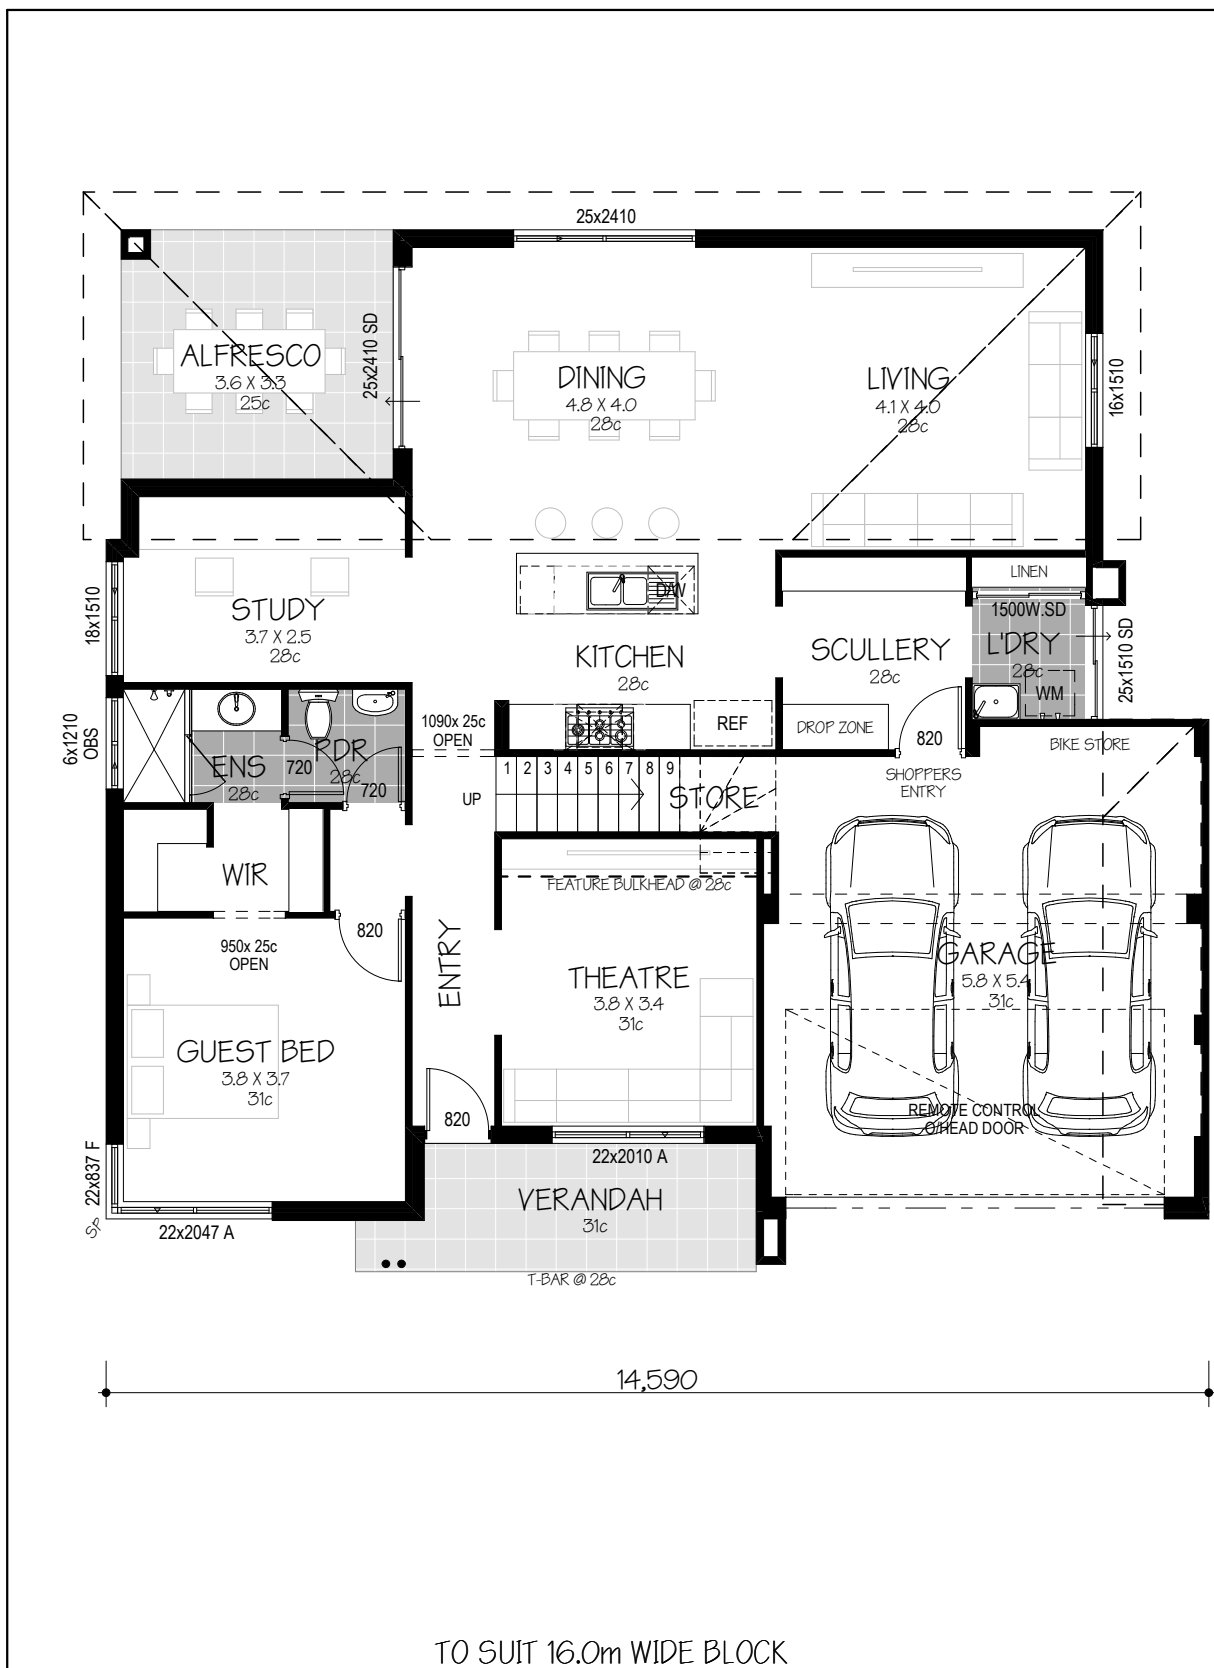 25x2410
ALFRESCO
3.6 X 3.3
25c
25x2410 SD
DINING
4.8 X 4.0
28c
LIVING
4.1 X 4.0
28c
16x1510
18x1510
STUDY
3.7 X 2.5
28c
D/W
KITCHEN
28c
SCULLERY
28c
LINEN
1500W.SD
L'DRY
28c
WM
25x1510 SD
6x1210
OBS
ENS
28c
720
PDR
28c
720
1090x 25c
OPEN
REF
DROP ZONE
820
SHOPPERS
ENTRY
BIKE STORE
UP
1 2 3 4 5 6 7 8 9
STORE
WIR
FEATURE BULKHEAD @ 28c
950x 25c
OPEN
820
ENTRY
THEATRE
3.8 X 3.4
31c
GARAGE
5.8 X 5.4
31c
GUEST BED
3.8 X 3.7
31c
REMOTE CONTROL
O/HEAD DOOR
820
22x837 F
22x2010 A
VERANDAH
31c
SP
22x2047 A
T-BAR @ 28c
14,590
TO SUIT 16.0m WIDE BLOCK